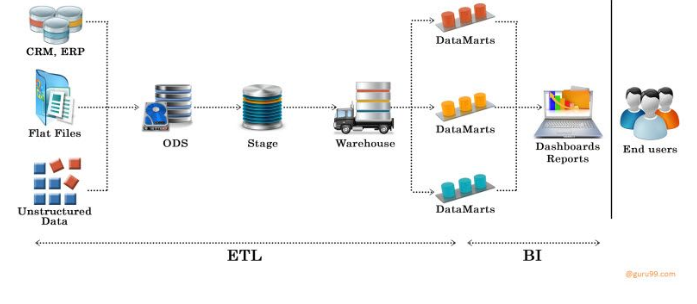 CRM, ERP
Flat Files
Unstructured
Data
ODS
Stage
Warehouse
DataMarts
DataMarts
DataMarts
Dashboards
Reports
End users
ETL
BI
@guru99.com